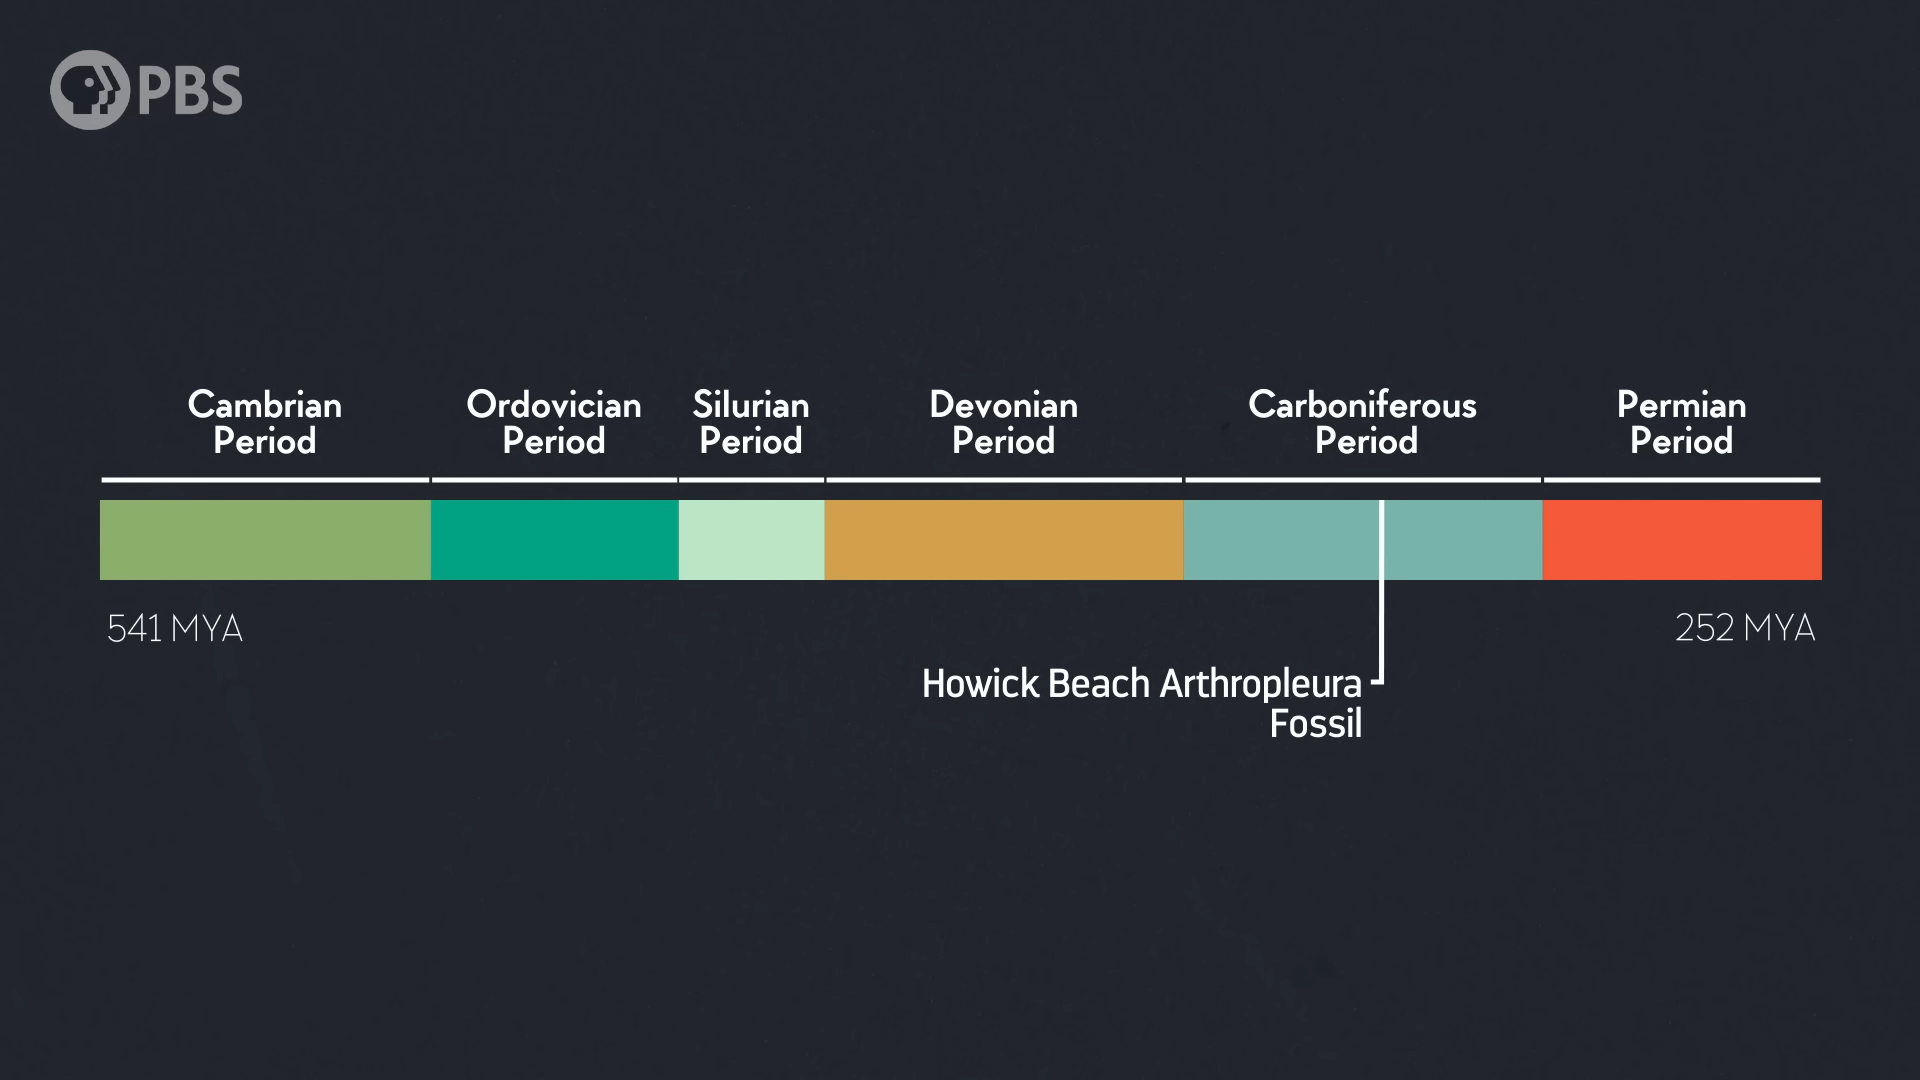 PBS
Cambrian
Period
Ordovician
Period
Silurian
Period
Devonian
Period
Carboniferous
Period
Permian
Period
541 MYA
252 MYA
Howick Beach Arthropleura
Fossil